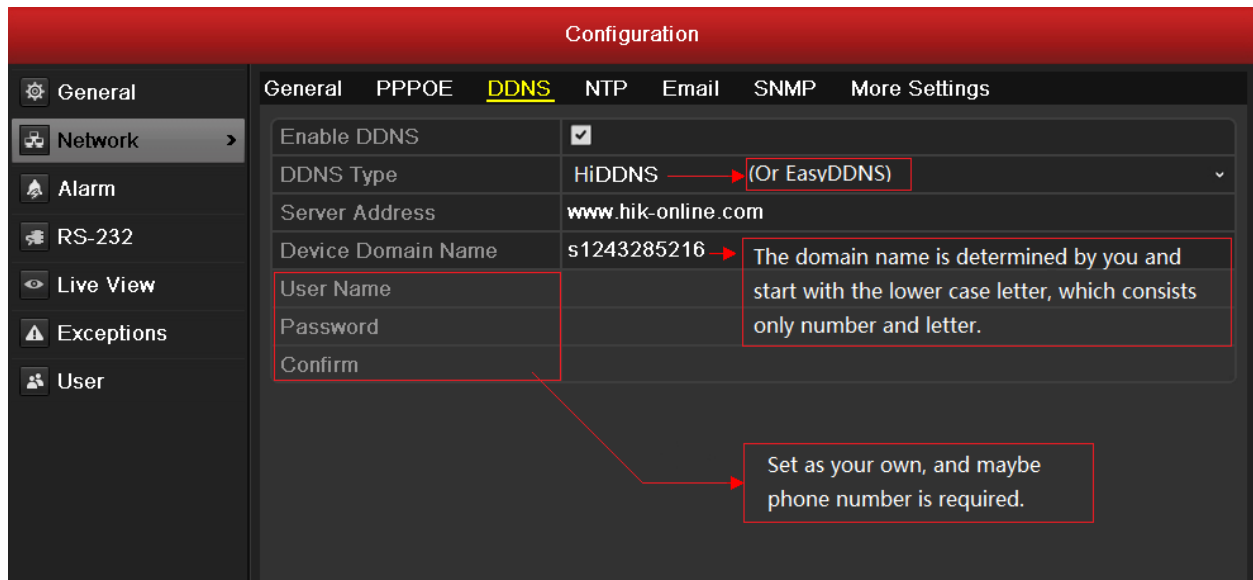 Configuration
General
Network
Alarm
RS-232
Live View
Exceptions
User
General PPPOE DDNS NTP Email SNMP More Settings
Enable DDNS
DDNS Type HiDDNS (Or EasyDDNS)
Server Address www.hik-online.com
Device Domain Name s1243285216
User Name
Password
Confirm
The domain name is determined by you and
start with the lower case letter, which consists
only number and letter.
Set as your own, and maybe
phone number is required.